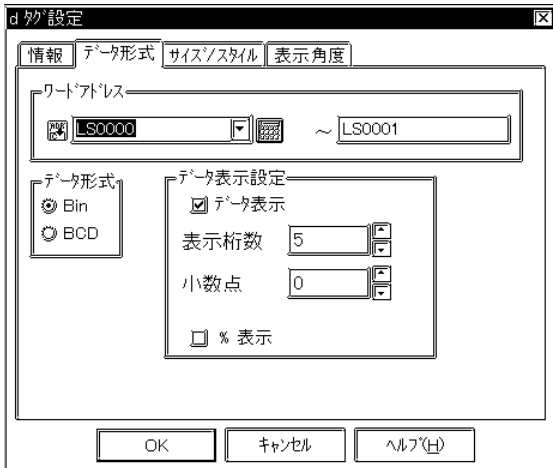 d ﾀｸﾞ設定
情報 ﾃﾞｰﾀ形式 ｻｲｽﾞ/ｽﾀｲﾙ 表示角度
ﾜｰﾄﾞｱﾄﾞﾚｽ
LS0000 ～ LS0001
ﾃﾞｰﾀ形式
Bin
BCD
ﾃﾞｰﾀ表示設定
ﾃﾞｰﾀ表示
表示桁数 5
小数点 0
% 表示
OK ｷｬﾝｾﾙ ﾍﾙﾌﾟ(H)